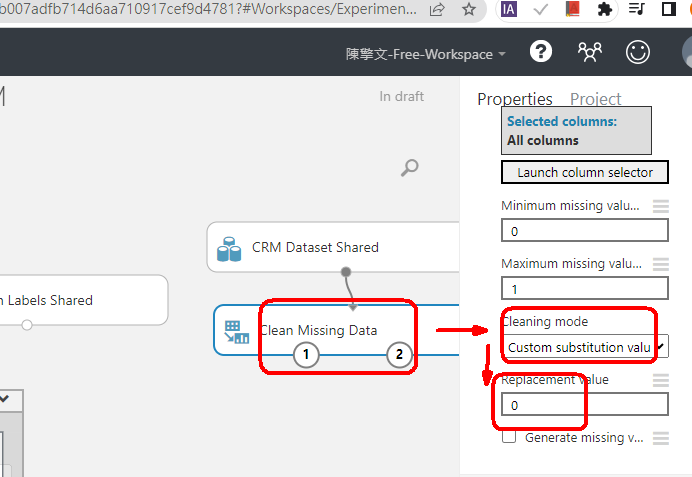 b007adfb714d6aa710917cef9d4781?#Workspaces/Experimen...
IA
陳擎文-Free-Workspace
?
M
In draft
Properties Project
Selected columns:
All columns
Launch column selector
Minimum missing valu...
0
Maximum missing valu...
1
Cleaning mode
Custom substitution valu
Replacement value
0
Generate missing v...
CRM Dataset Shared
n Labels Shared
Clean Missing Data
1
2